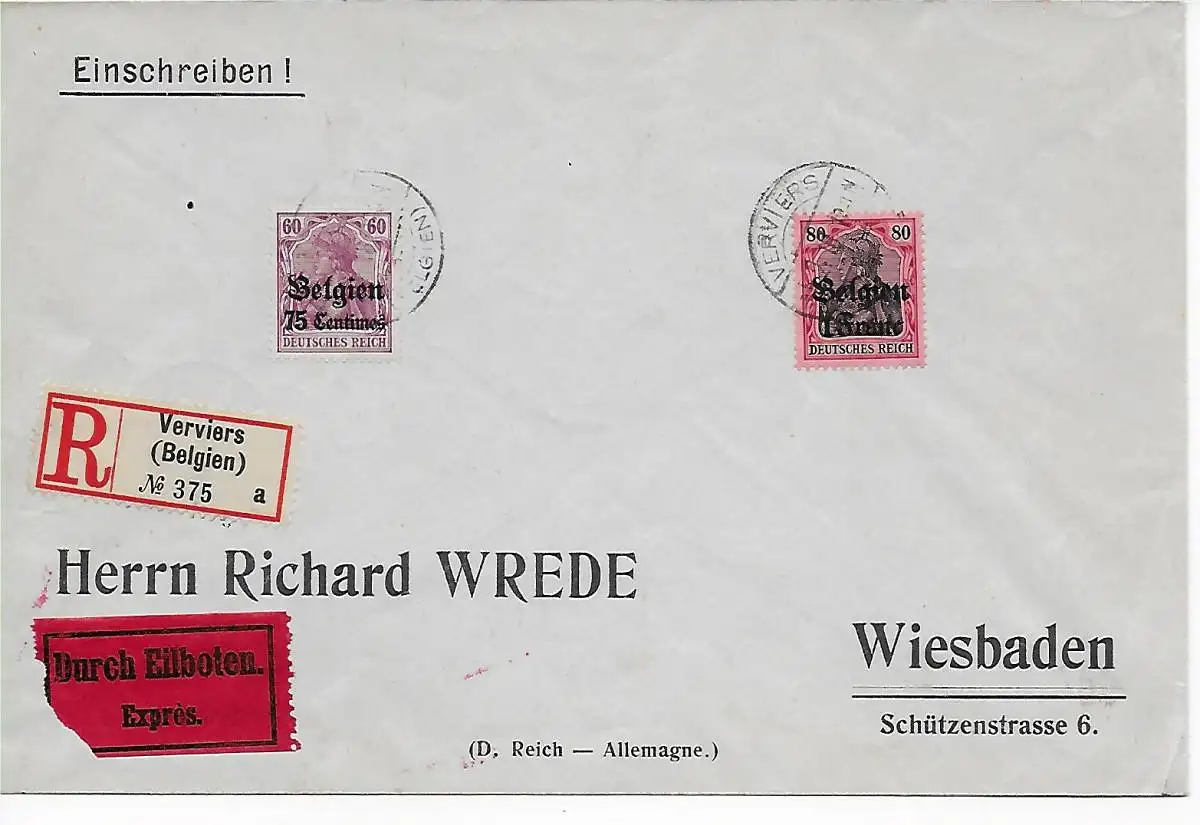 Einschreiben !
60 60
Belgien
75 Centimes
DEUTSCHES REICH
(BELGIEN)
VERVIERS
80 80
Belgien
1 Franc
DEUTSCHES REICH
R
Verviers
(Belgien)
№ 375 a
Herrn Richard WREDE
Durch Eilboten.
Exprès.
Wiesbaden
Schützenstrasse 6.
(D. Reich — Allemagne.)